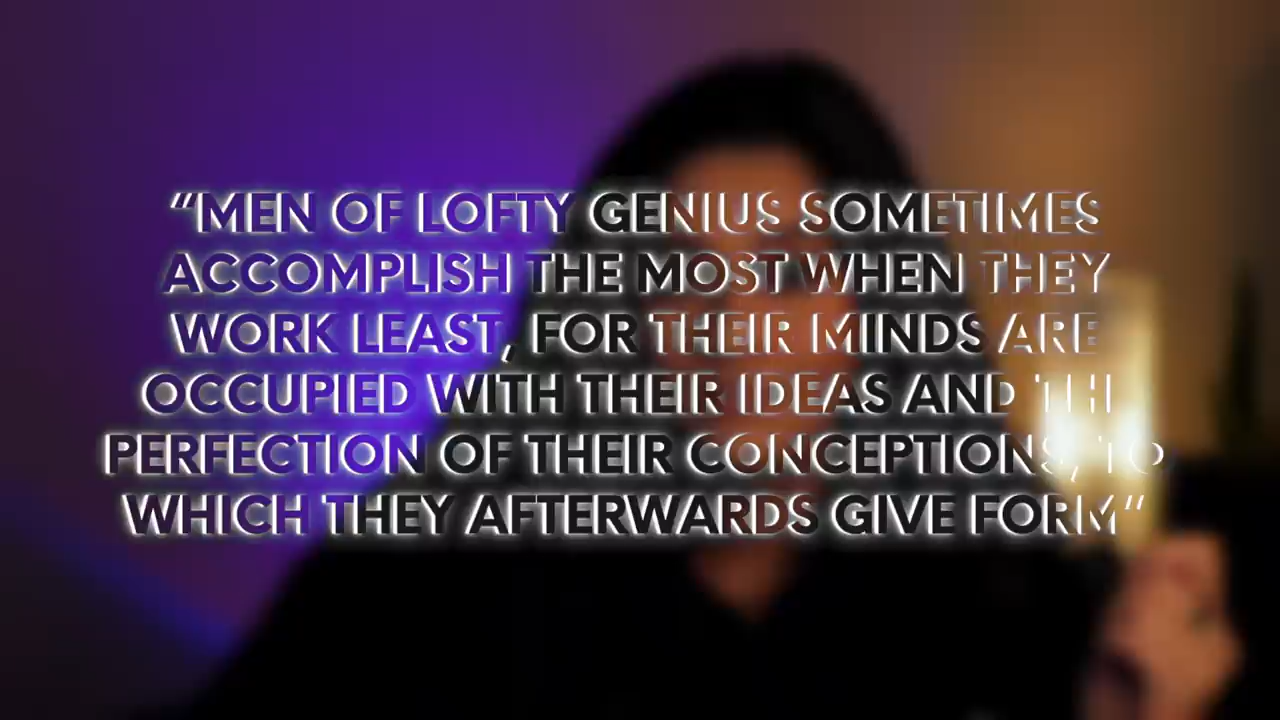 “MEN OF LOFTY GENIUS SOMETIMES
ACCOMPLISH THE MOST WHEN THEY
WORK LEAST, FOR THEIR MINDS ARE
OCCUPIED WITH THEIR IDEAS AND
PERFECTION OF THEIR CONCEPTIONS, TO
WHICH THEY AFTERWARDS GIVE FORM“